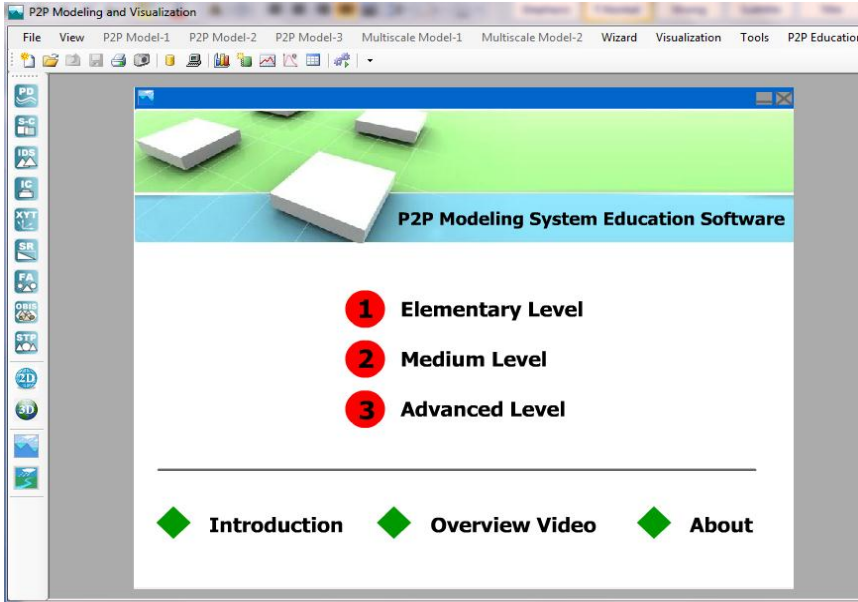 P2P Modeling and Visualization
File View P2P Model-1 P2P Model-2 P2P Model-3 Multiscale Model-1 Multiscale Model-2 Wizard Visualization Tools P2P Education
PD
S-C
IDS
IC
XYT
SR
FA
OBIS
STP
2D
3D
P2P Modeling System Education Software
1 Elementary Level
2 Medium Level
3 Advanced Level
Introduction Overview Video About